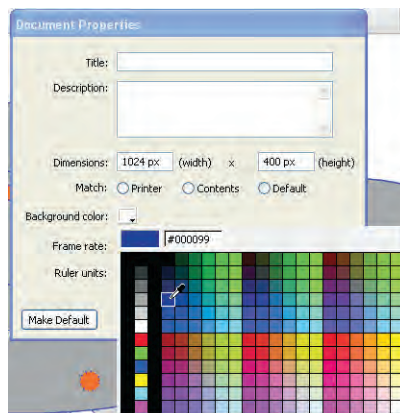 Document Properties
Title:
Description:
Dimensions: 1024 px (width) x 400 px (height)
Match: Printer Contents Default
Background color:
Frame rate: #000099
Ruler units:
Make Default